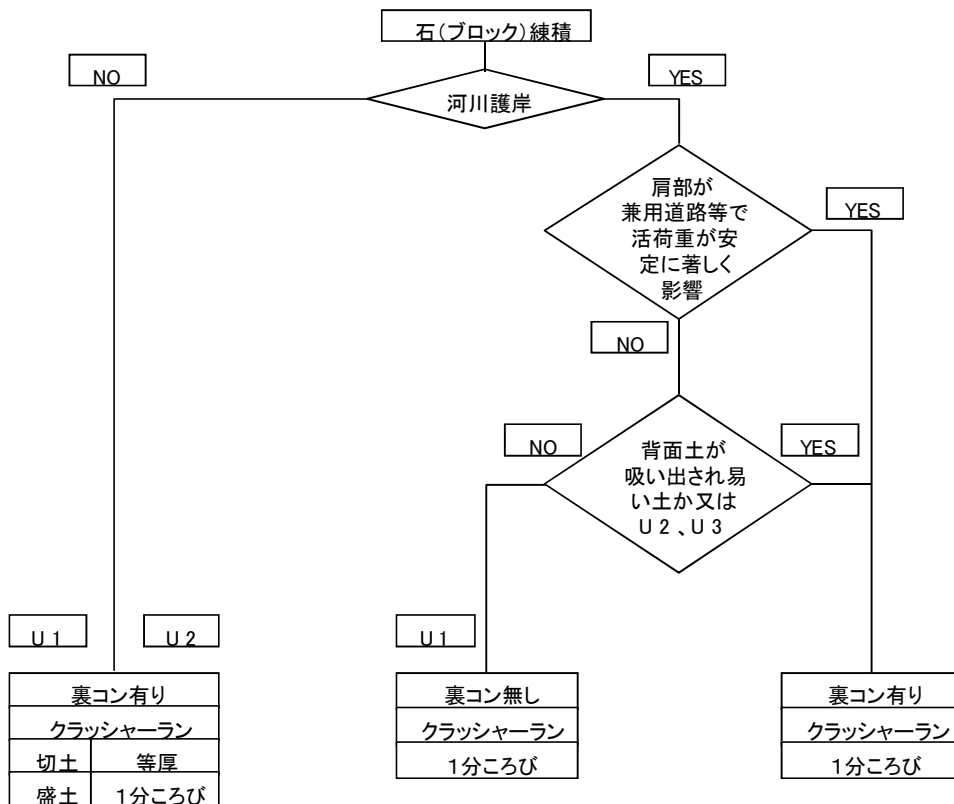 石(ブロック)練積
NO
YES
河川護岸
肩部が
兼用道路等で
活荷重が安
定に著しく
影響
YES
NO
NO
YES
背面土が
吸い出され易
い土か又は
U2、U3
U1
U2
U1
裏コン有り
クラッシャーラン
切土 等厚
盛土 1分ころび
裏コン無し
クラッシャーラン
1分ころび
裏コン有り
クラッシャーラン
1分ころび